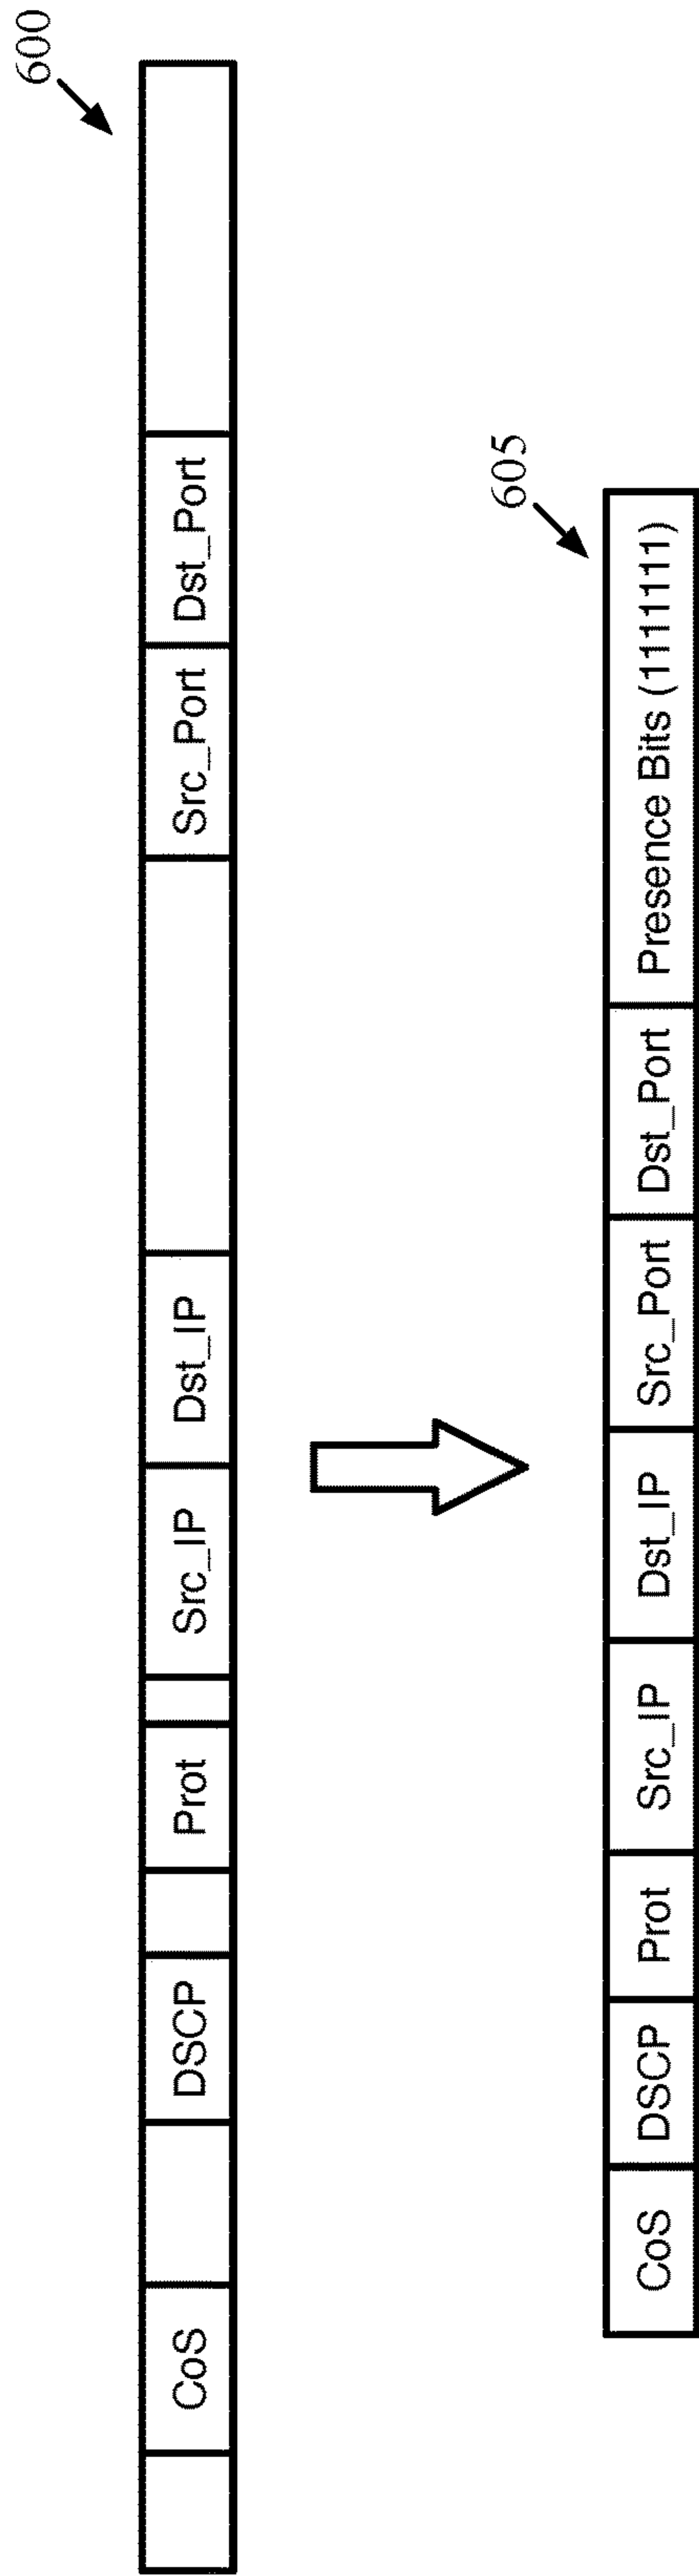 600
CoS DSCP Prot Src_IP Dst_IP Src_Port Dst_Port
605
CoS DSCP Prot Src_IP Dst_IP Src_Port Dst_Port Presence Bits (1111111)